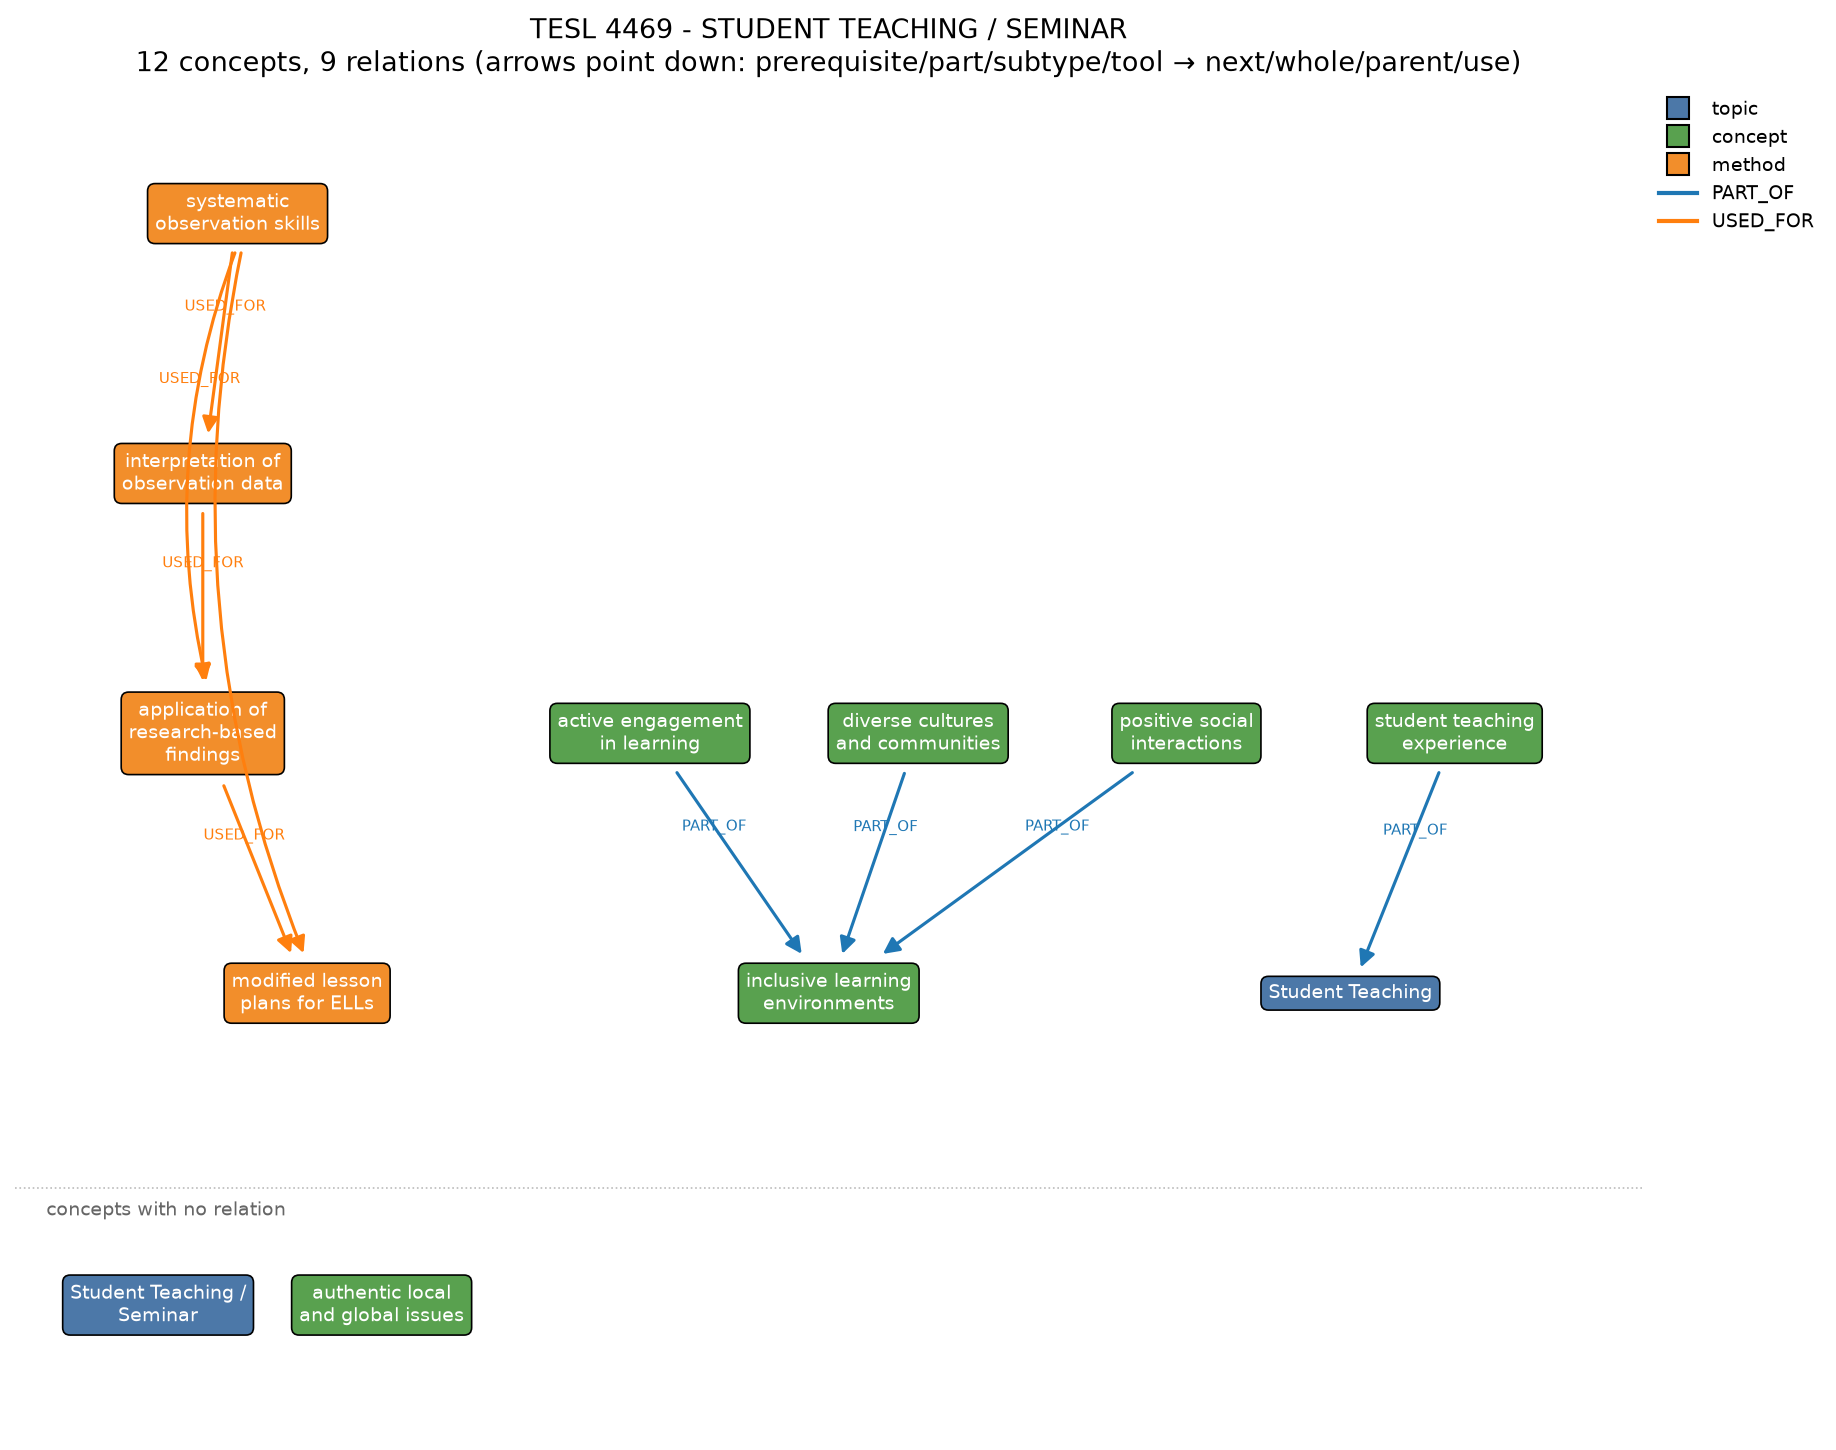 TESL 4469 - STUDENT TEACHING / SEMINAR
12 concepts, 9 relations (arrows point down: prerequisite/part/subtype/tool → next/whole/parent/use)
topic
concept
method
PART_OF
USED_FOR
systematic
observation skills
USED_FOR
USED_FOR
interpretation of
observation data
USED_FOR
application of
research-based
findings
active engagement
in learning
diverse cultures
and communities
positive social
interactions
student teaching
experience
USED_FOR
PART_OF
PART_OF
PART_OF
PART_OF
modified lesson
plans for ELLs
inclusive learning
environments
Student Teaching
concepts with no relation
Student Teaching /
Seminar
authentic local
and global issues